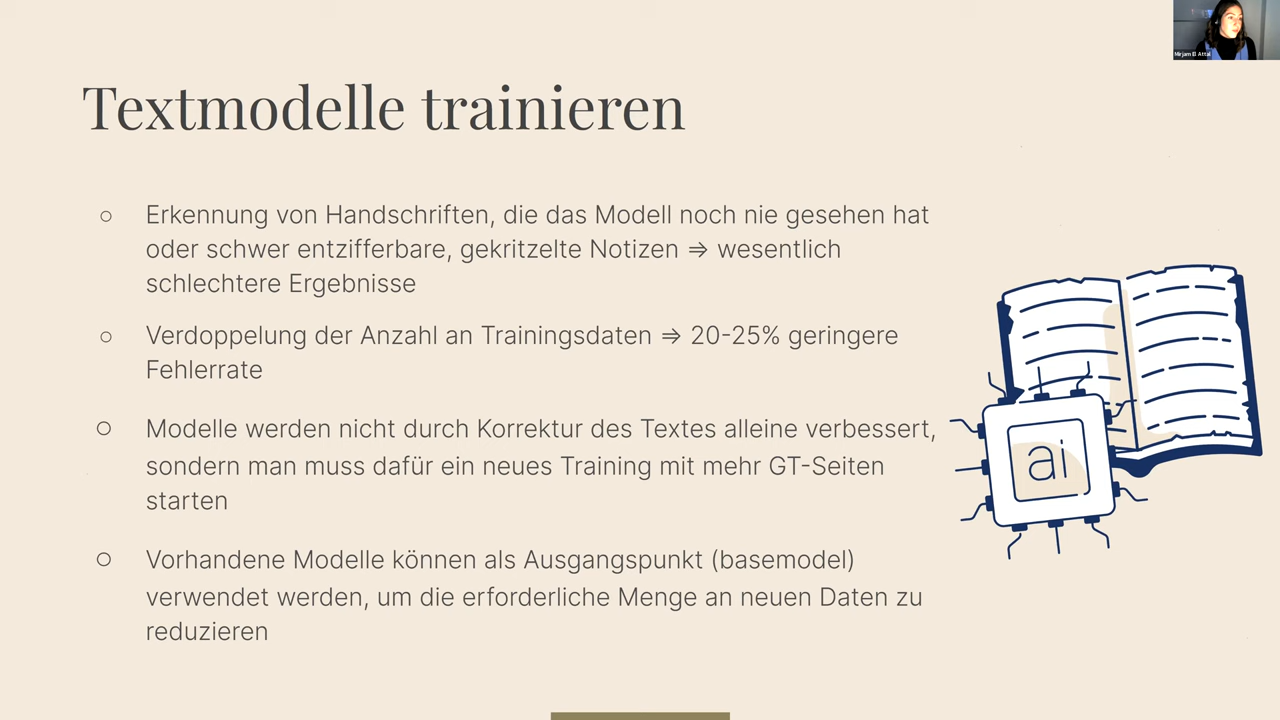 Mirjam El Attal
Textmodelle trainieren
○ Erkennung von Handschriften, die das Modell noch nie gesehen hat
oder schwer entzifferbare, gekritzelte Notizen ⇒ wesentlich
schlechtere Ergebnisse
○ Verdoppelung der Anzahl an Trainingsdaten ⇒ 20-25% geringere
Fehlerrate
○ Modelle werden nicht durch Korrektur des Textes alleine verbessert,
sondern man muss dafür ein neues Training mit mehr GT-Seiten
starten
○ Vorhandene Modelle können als Ausgangspunkt (basemodel)
verwendet werden, um die erforderliche Menge an neuen Daten zu
reduzieren
ai